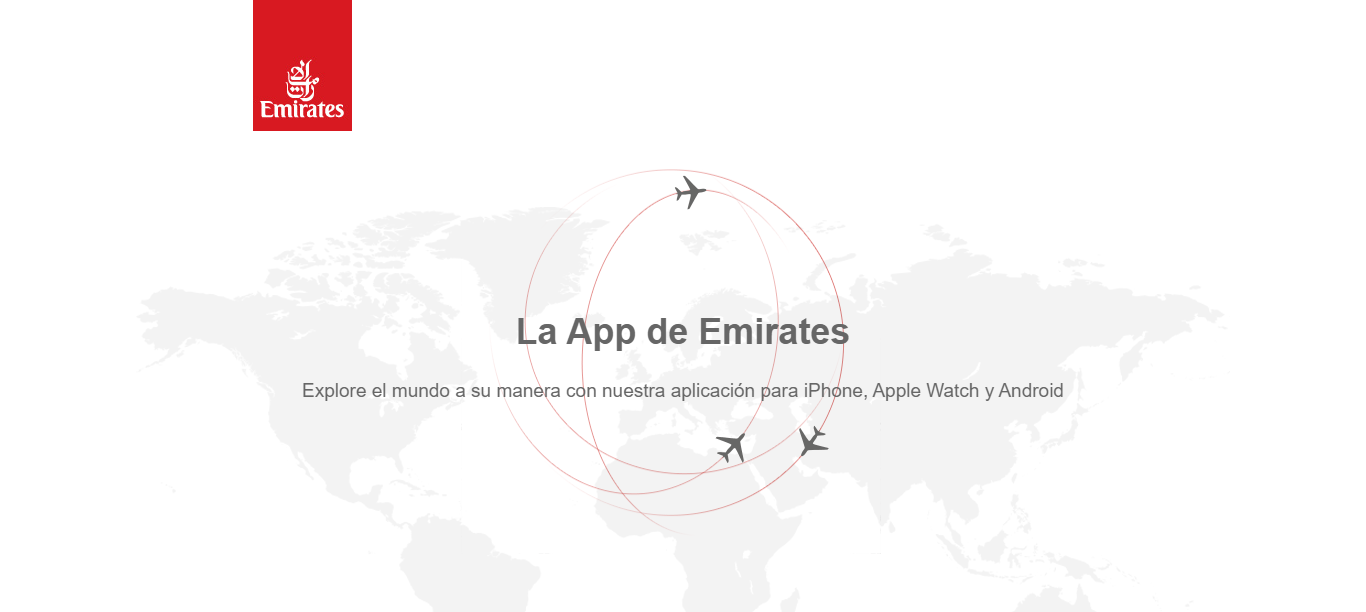 Emirates
La App de Emirates
Explore el mundo a su manera con nuestra aplicación para iPhone, Apple Watch y Android